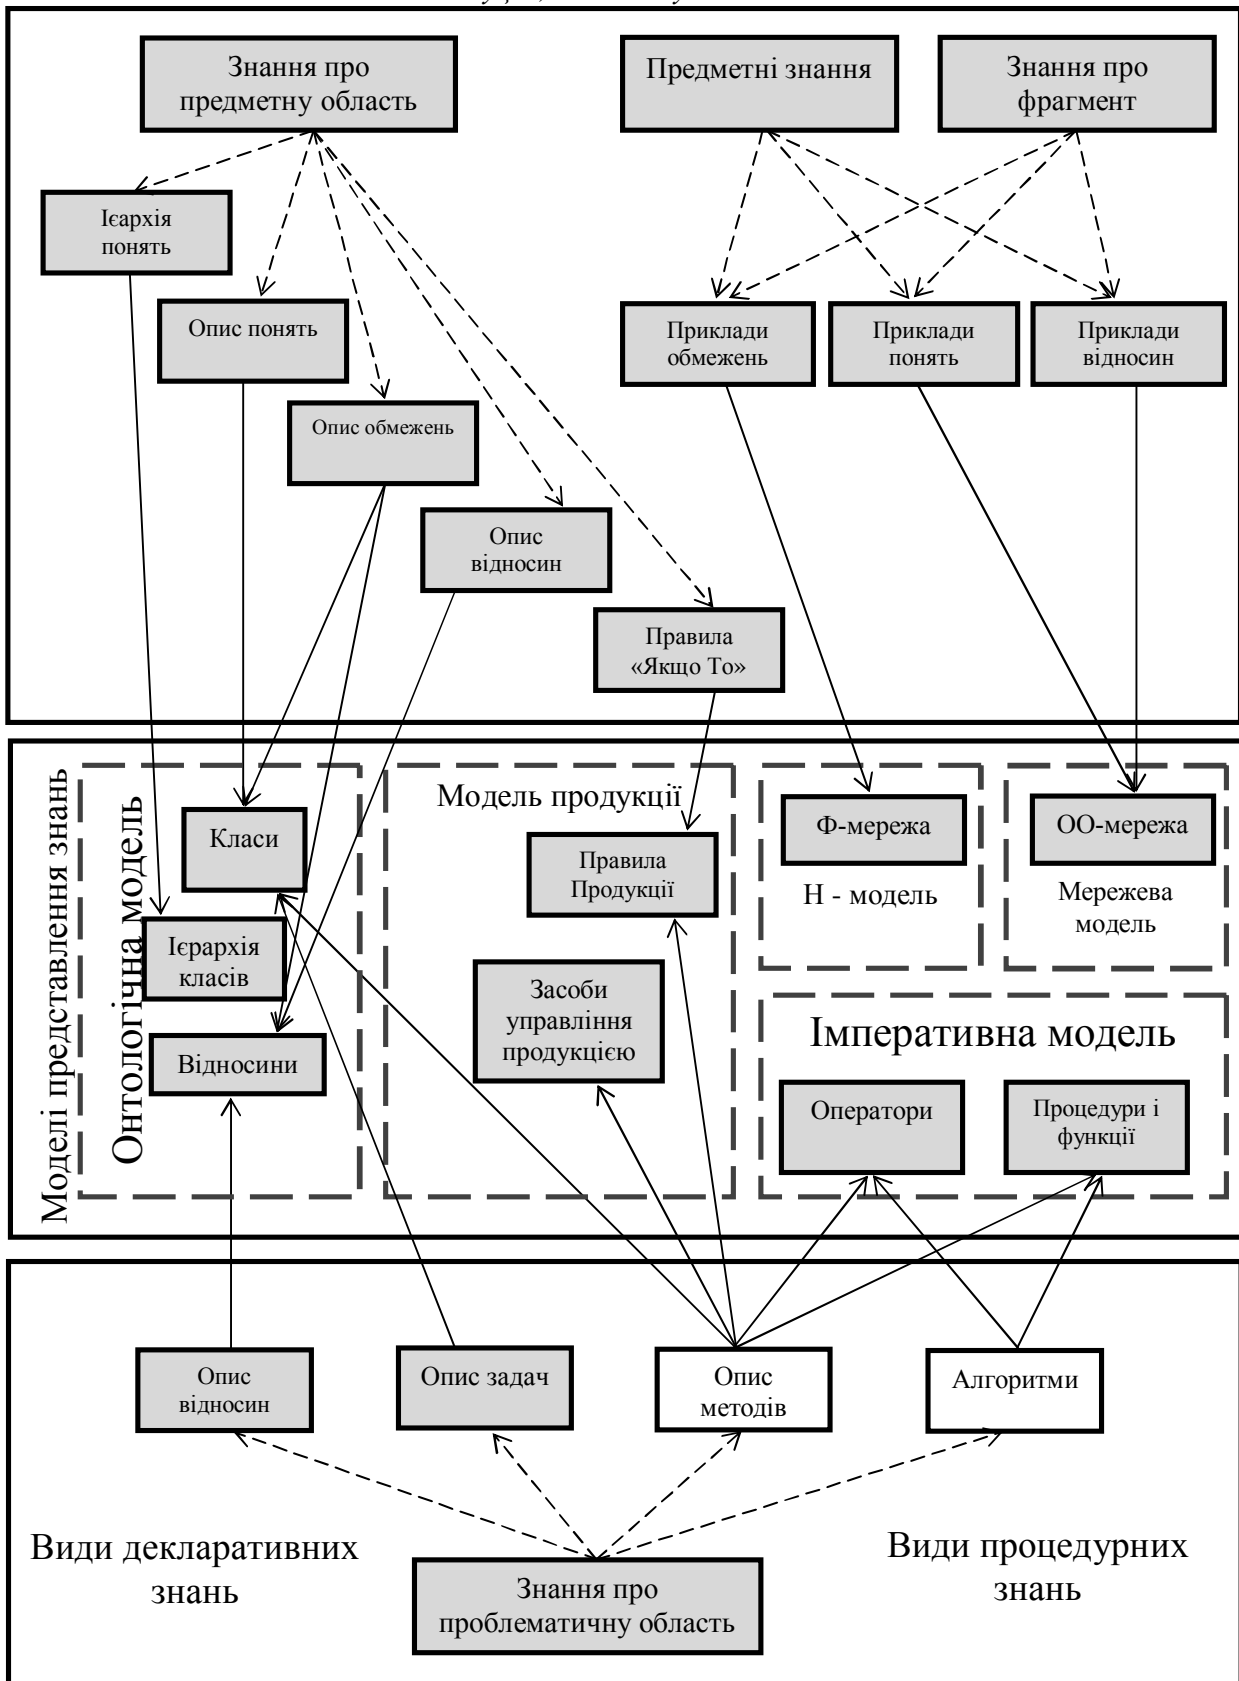 Знання про
предметну область
Предметні знання
Знання про
фрагмент
Ієархія
понять
Опис понять
Приклади
обмежень
Приклади
понять
Приклади
відносин
Опис обмежень
Опис
відносин
Правила
«Якщо То»
Моделі представлення знань
Онтологічна модель
Класи
Ієрархія
класів
Відносини
Модель продукції
Правила
Продукції
Засоби
управління
продукцією
Ф-мережа
Н - модель
ОО-мережа
Мережева
модель
Імперативна модель
Оператори
Процедури і
функції
Опис
відносин
Опис задач
Опис
методів
Алгоритми
Види декларативних
знань
Знання про
проблематичну область
Види процедурних
знань